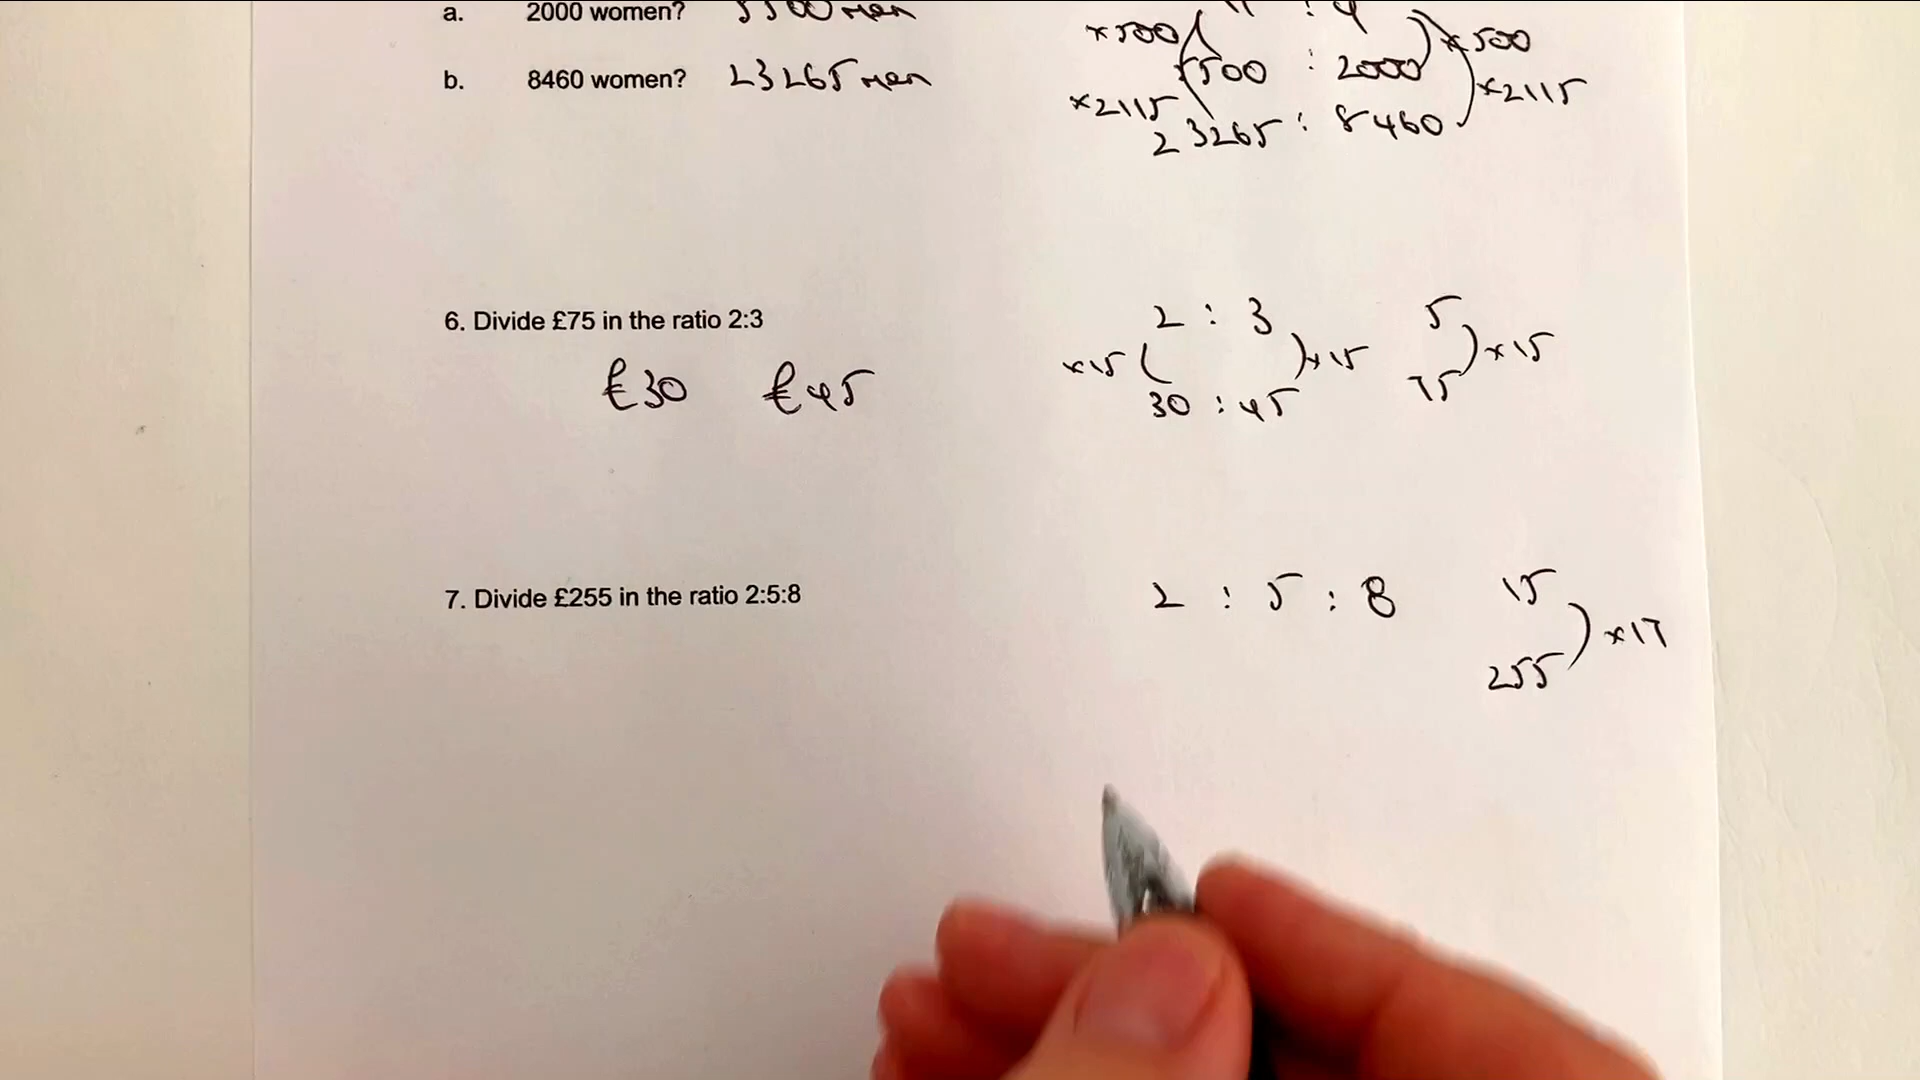 a. 2000 women? 5500 men 11 : 4
×500 ×500
b. 8460 women? 23265 men 5500 : 2000
×2115 ×2115
23265 : 8460
6. Divide £75 in the ratio 2:3 2 : 3 5
×15 ×15 ×15
£30 £45 30 : 45 75
7. Divide £255 in the ratio 2:5:8 2 : 5 : 8 15
×17
255